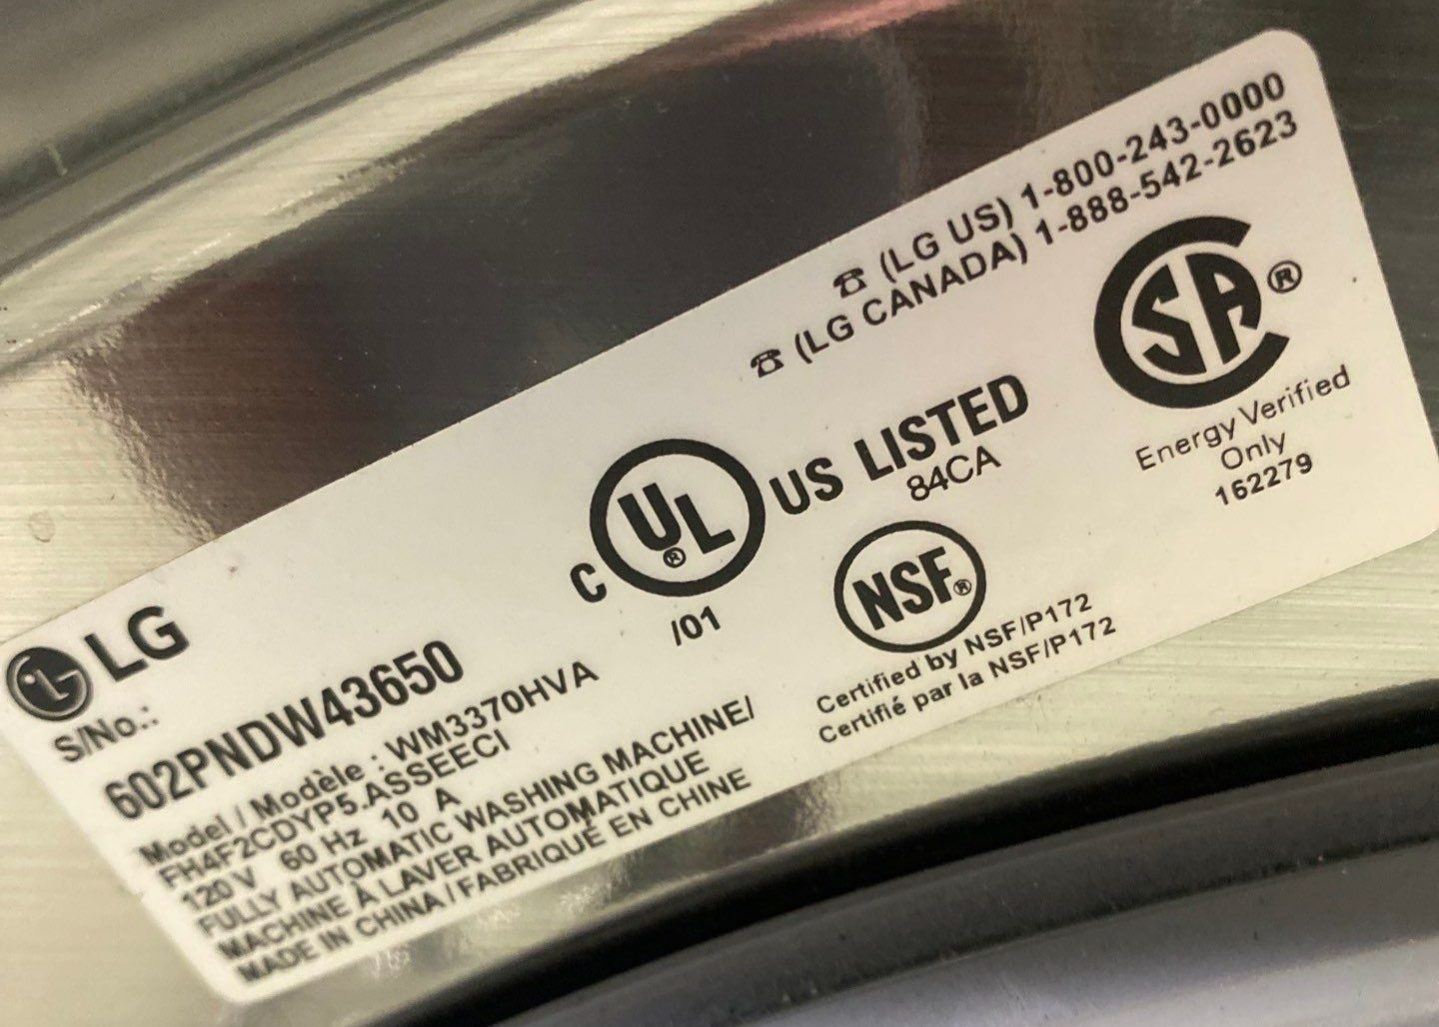 ☎ (LG US) 1-800-243-0000
☎ (LG CANADA) 1-888-542-2623
LG
S/No.:
602PNDW43650
Model / Modèle : WM3370HVA
FH4F2CDYP5.ASSEECI
120 V 60 Hz 10 A
FULLY AUTOMATIC WASHING MACHINE/
MACHINE À LAVER AUTOMATIQUE
MADE IN CHINA / FABRIQUÉ EN CHINE
C UL ® US LISTED
84CA
/01
NSF®
Certified by NSF/P172
Certifié par la NSF/P172
CSA ®
Energy Verified
Only
162279